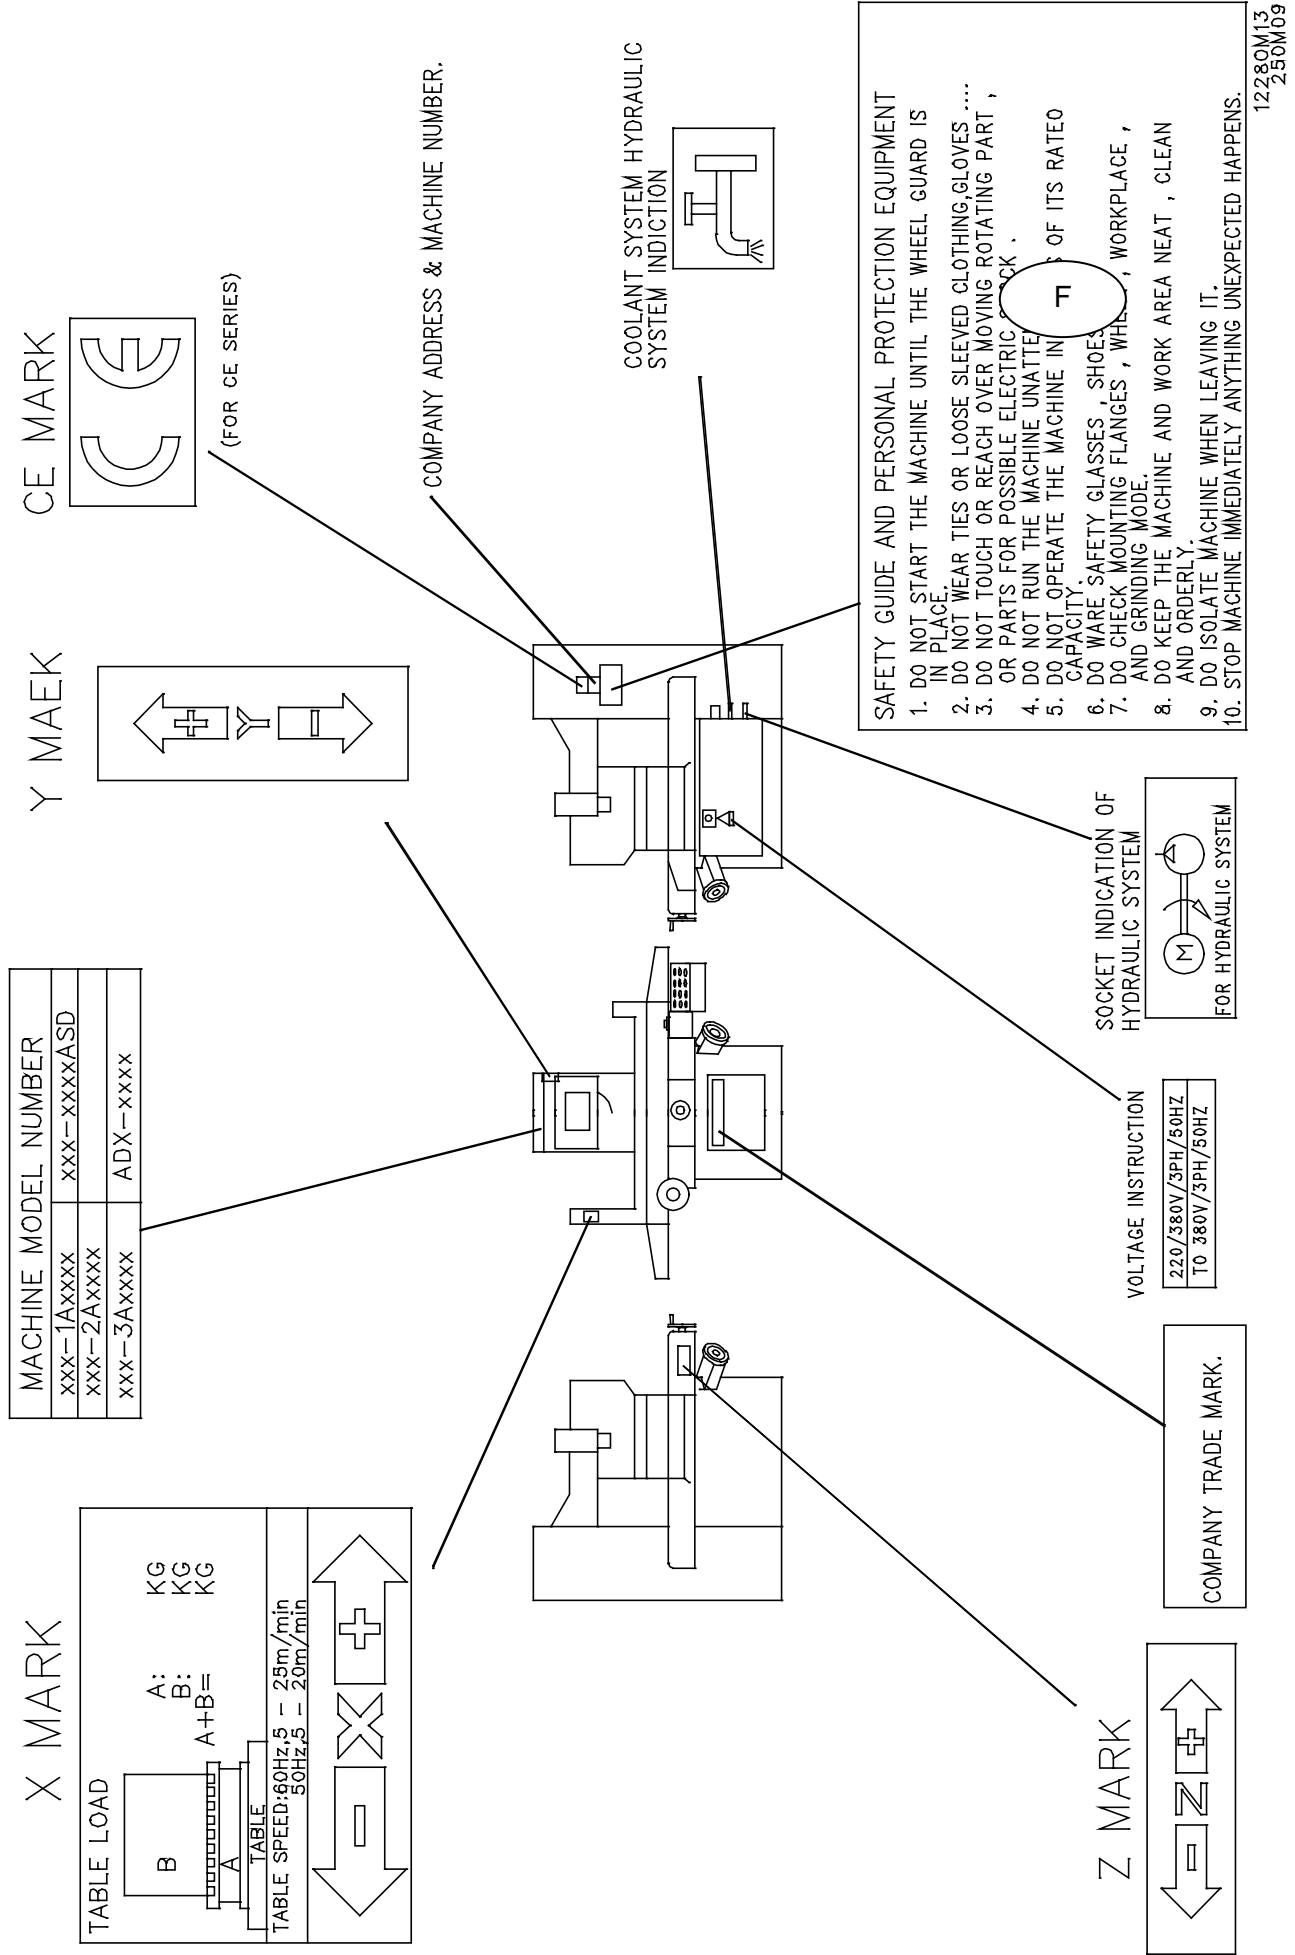 X MARK
TABLE LOAD
B
A
TABLE
A: KG
B: KG
A+B= KG
TABLE SPEED:60Hz,5 - 25m/min
50Hz,5 - 20m/min
X
MACHINE MODEL NUMBER
xxx-1Axxxx xxx-xxxxASD
xxx-2Axxxx
xxx-3Axxxx ADX-xxxx
Y MAEK
Y
CE MARK
CE
(FOR CE SERIES)
COMPANY ADDRESS & MACHINE NUMBER.
COOLANT SYSTEM HYDRAULIC
SYSTEM INDICTION
Z MARK
Z
COMPANY TRADE MARK.
VOLTAGE INSTRUCTION
220/380V/3PH/50HZ
TO 380V/3PH/50HZ
SOCKET INDICATION OF
HYDRAULIC SYSTEM
M
FOR HYDRAULIC SYSTEM
SAFETY GUIDE AND PERSONAL PROTECTION EQUIPMENT
1. DO NOT START THE MACHINE UNTIL THE WHEEL GUARD IS
IN PLACE.
2. DO NOT WEAR TIES OR LOOSE SLEEVED CLOTHING,GLOVES ....
3. DO NOT TOUCH OR REACH OVER MOVING ROTATING PART ,
OR PARTS FOR POSSIBLE ELECTRIC .
4. DO NOT RUN THE MACHINE
5. DO NOT OPERATE THE MACHINE IN OF ITS RATEO
CAPACITY.
F
6. DO WARE SAFETY GLASSES , SHOES
7. DO CHECK MOUNTING FLANGES , , WORKPLACE ,
AND GRINDING MODE.
8. DO KEEP THE MACHINE AND WORK AREA NEAT , CLEAN
AND ORDERLY.
9. DO ISOLATE MACHINE WHEN LEAVING IT.
10. STOP MACHINE IMMEDIATELY ANYTHING UNEXPECTED HAPPENS.
12280M13
250M09